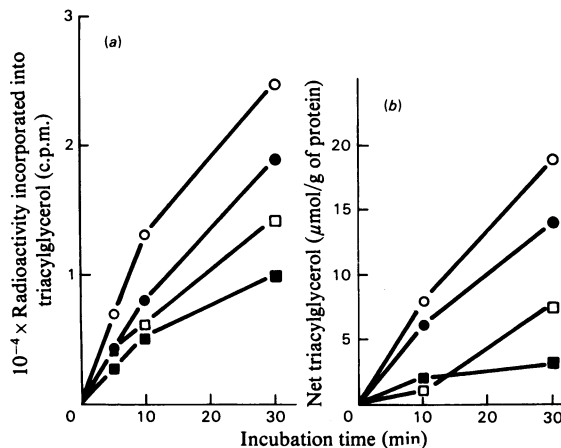 (a)
10⁻⁴ × Radioactivity incorporated into
triacylglycerol (c.p.m.)
3
2
1
0
10
20
30
(b)
Net triacylglycerol (μmol/g of protein)
20
15
10
5
0
10
20
30
Incubation time (min)